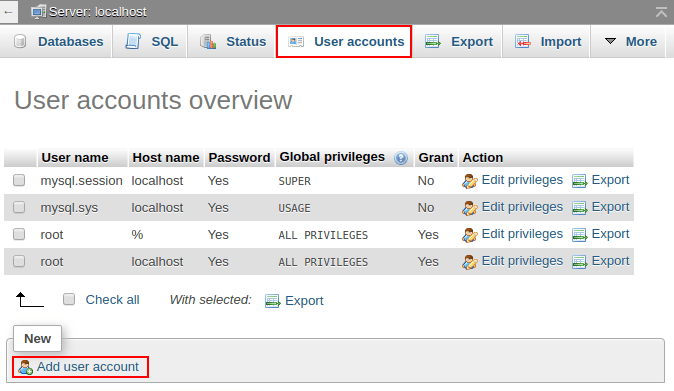 Server: localhost
Databases SQL Status User accounts Export Import More
User accounts overview
User name Host name Password Global privileges Grant Action
mysql.session localhost Yes SUPER No Edit privileges Export
mysql.sys localhost Yes USAGE No Edit privileges Export
root % Yes ALL PRIVILEGES Yes Edit privileges Export
root localhost Yes ALL PRIVILEGES Yes Edit privileges Export
Check all With selected: Export
New
Add user account